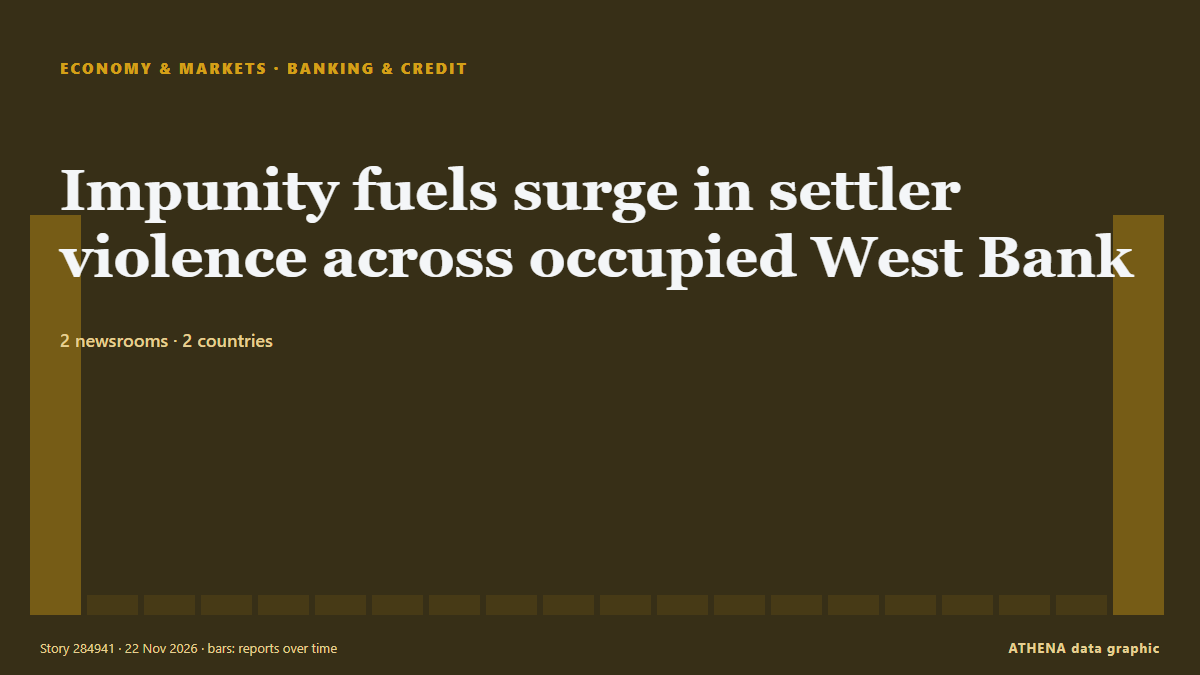 ECONOMY & MARKETS · BANKING & CREDIT
Impunity fuels surge in settler
violence across occupied West Bank
2 newsrooms · 2 countries
Story 284941 · 22 Nov 2026 · bars: reports over time
ATHENA data graphic